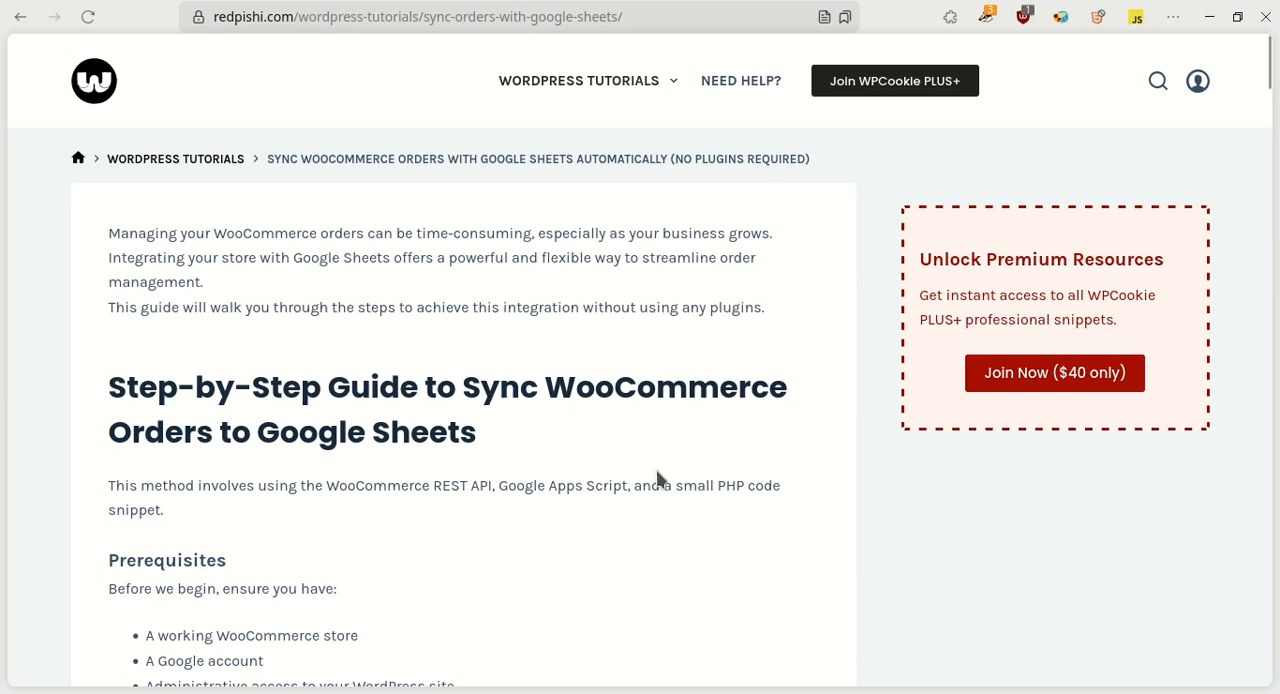 redpishi.com/wordpress-tutorials/sync-orders-with-google-sheets/
3
1
JS
WORDPRESS TUTORIALS
NEED HELP?
Join WPCookie PLUS+
WORDPRESS TUTORIALS > SYNC WOOCOMMERCE ORDERS WITH GOOGLE SHEETS AUTOMATICALLY (NO PLUGINS REQUIRED)
Managing your WooCommerce orders can be time-consuming, especially as your business grows.
Integrating your store with Google Sheets offers a powerful and flexible way to streamline order
management.
This guide will walk you through the steps to achieve this integration without using any plugins.
Step-by-Step Guide to Sync WooCommerce
Orders to Google Sheets
This method involves using the WooCommerce REST API, Google Apps Script, and a small PHP code
snippet.
Prerequisites
Before we begin, ensure you have:
• A working WooCommerce store
• A Google account
• Administrative access to your WordPress site
Unlock Premium Resources
Get instant access to all WPCookie
PLUS+ professional snippets.
Join Now ($40 only)